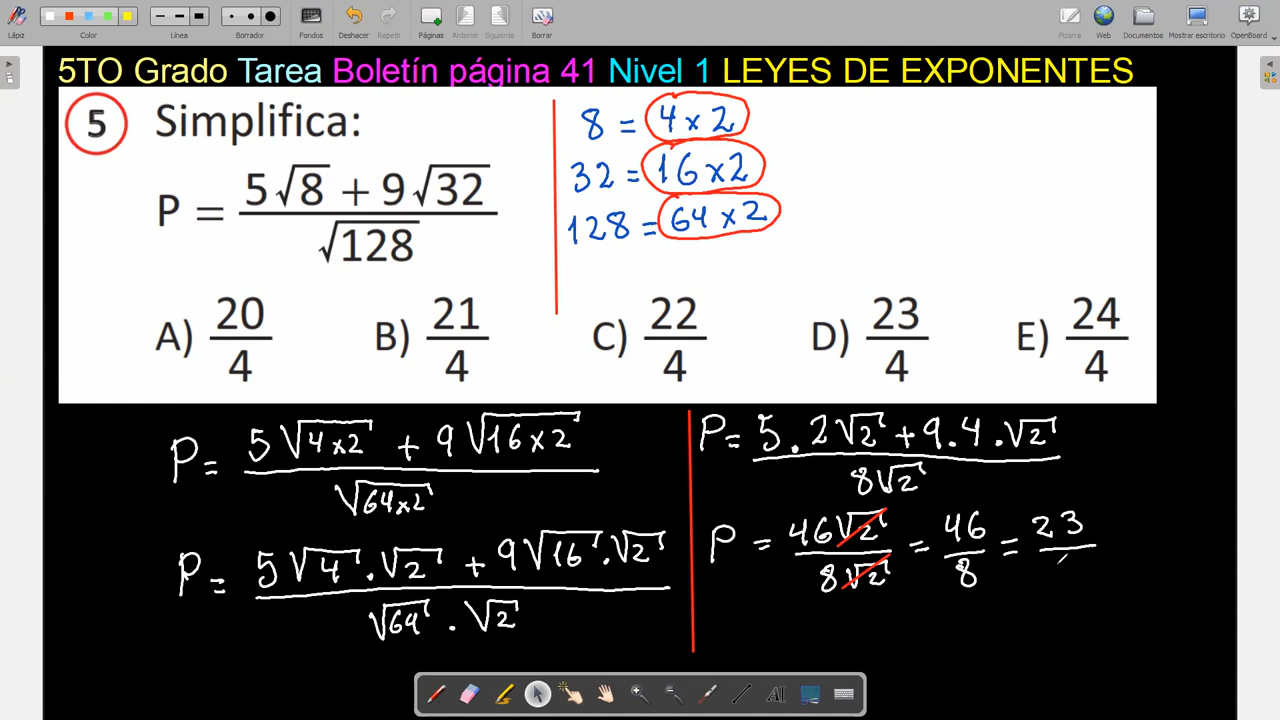 Lápiz Color Línea Borrador Fondos Deshacer Repetir Páginas Anterior Siguiente Borrar Pizarra Web Documentos Mostrar escritorio OpenBoard
5TO Grado Tarea Boletín página 41 Nivel 1 LEYES DE EXPONENTES
5 Simplifica:
P = (5√8 + 9√32) / √128
8 = 4 x 2
32 = 16 x 2
128 = 64 x 2
A) 20/4 B) 21/4 C) 22/4 D) 23/4 E) 24/4
P = (5√(4x2) + 9√(16x2)) / √(64x2)
P = (5√4 . √2 + 9√16 . √2) / (√64 . √2)
P = (5 . 2√2 + 9 . 4 . √2) / 8√2
P = 46√2 / 8√2 = 46/8 = 23/
AI